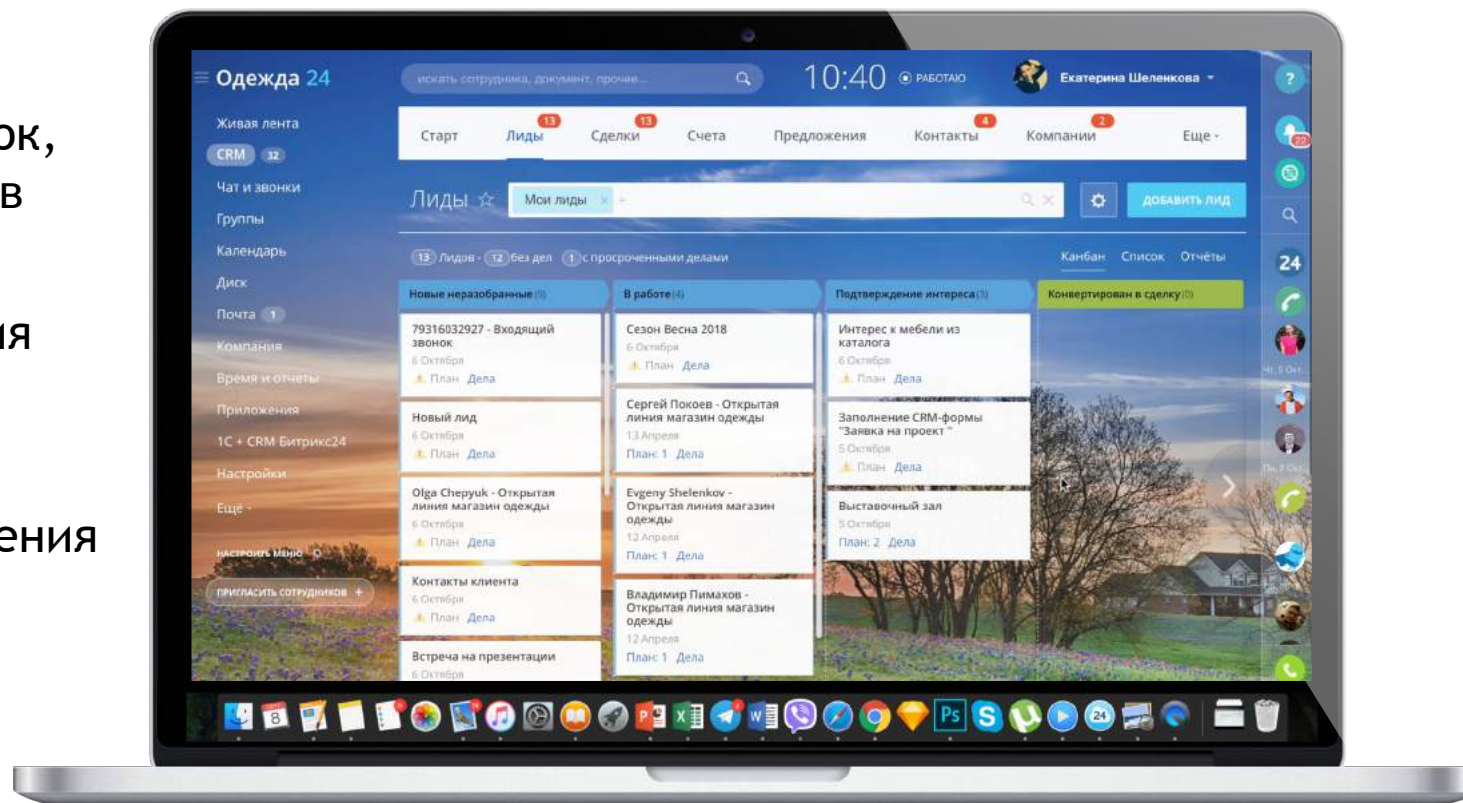 ок,
в
ия
ения
Одежда 24
искать сотрудника, документ, прочее...
10:40
РАБОТАЮ
Екатерина Шеленкова
?
Живая лента
CRM 32
Чат и звонки
Группы
Календарь
Диск
Почта 1
Компания
Время и отчеты
Приложения
1С + CRM Битрикс24
Настройки
Ещё -
НАСТРОИТЬ МЕНЮ
ПРИГЛАСИТЬ СОТРУДНИКОВ +
Старт Лиды 13 Сделки 13 Счета Предложения Контакты 4 Компании 2 Еще -
22
Лиды
Мои лиды × +
ДОБАВИТЬ ЛИД
13 Лидов - 12 без дел 1 с просроченными делами
Канбан Список Отчёты
24
Новые неразобранные
79316032927 - Входящий
звонок
6 Октября
План Дела
Новый лид
6 Октября
План Дела
Olga Chepyuk - Открытая
линия магазин одежды
6 Октября
План Дела
Контакты клиента
6 Октября
План Дела
Встреча на презентации
6 Октября
В работе (4)
Сезон Весна 2018
6 Октября
План Дела
Сергей Покоев - Открытая
линия магазин одежды
13 Апреля
План: 1 Дела
Evgeny Shelenkov -
Открытая линия магазин
одежды
12 Апреля
План: 1 Дела
Владимир Пимахов -
Открытая линия магазин
одежды
12 Апреля
План: 1 Дела
Подтверждение интереса (3)
Интерес к мебели из
каталога
6 Октября
План Дела
Заполнение CRM-формы
"Заявка на проект "
5 Октября
План Дела
Выставочный зал
5 Октября
План: 2 Дела
Конвертирован в сделку (0)
8
Ps
24